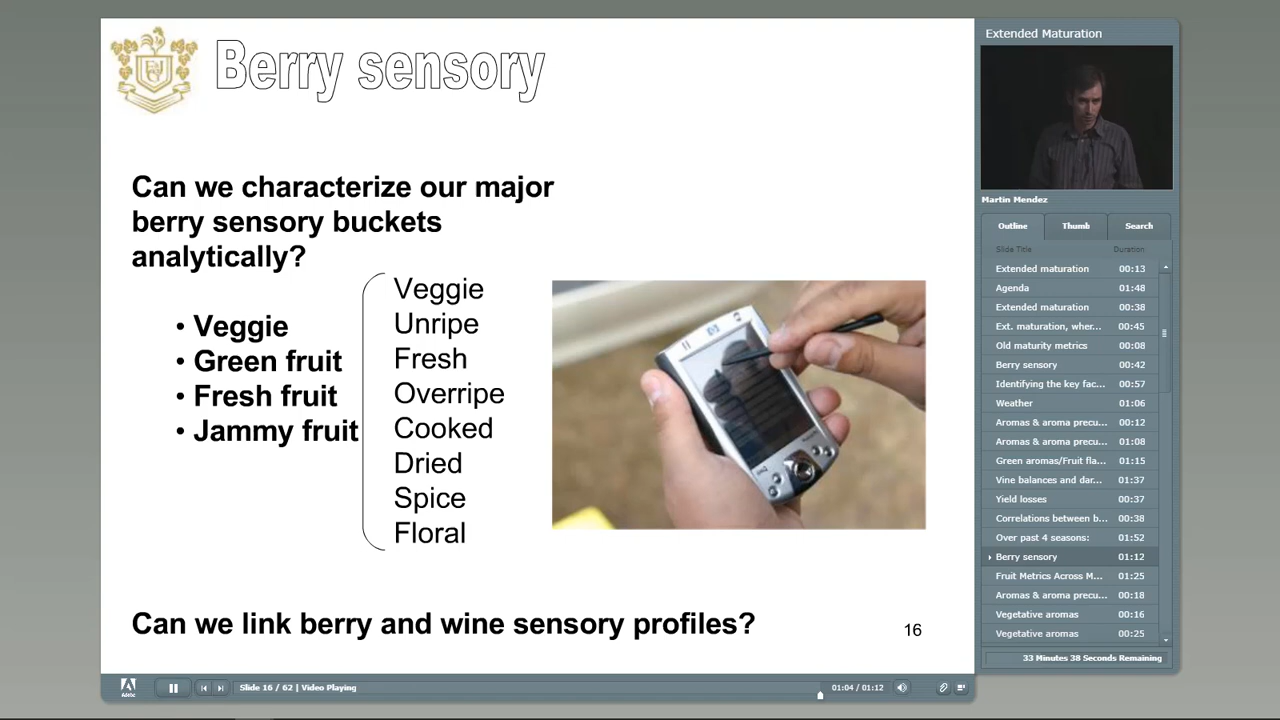 Berry sensory
Can we characterize our major
berry sensory buckets
analytically?
• Veggie
• Green fruit
• Fresh fruit
• Jammy fruit
Veggie
Unripe
Fresh
Overripe
Cooked
Dried
Spice
Floral
Can we link berry and wine sensory profiles?
16
Extended Maturation
Martin Mendez
Outline Thumb Search
Slide Title Duration
Extended maturation 00:13
Agenda 01:48
Extended maturation 00:38
Ext. maturation, wher... 00:45
Old maturity metrics 00:08
Berry sensory 00:42
Identifying the key fac... 00:57
Weather 01:06
Aromas & aroma precu... 00:12
Aromas & aroma precu... 01:08
Green aromas/Fruit fla... 01:15
Vine balances and dar... 01:37
Yield losses 00:37
Correlations between b... 00:38
Over past 4 seasons: 01:52
Berry sensory 01:12
Fruit Metrics Across M... 01:25
Aromas & aroma precu... 00:18
Vegetative aromas 00:16
Vegetative aromas 00:25
33 Minutes 38 Seconds Remaining
Adobe
Slide 16 / 62 | Video Playing
01:04 / 01:12